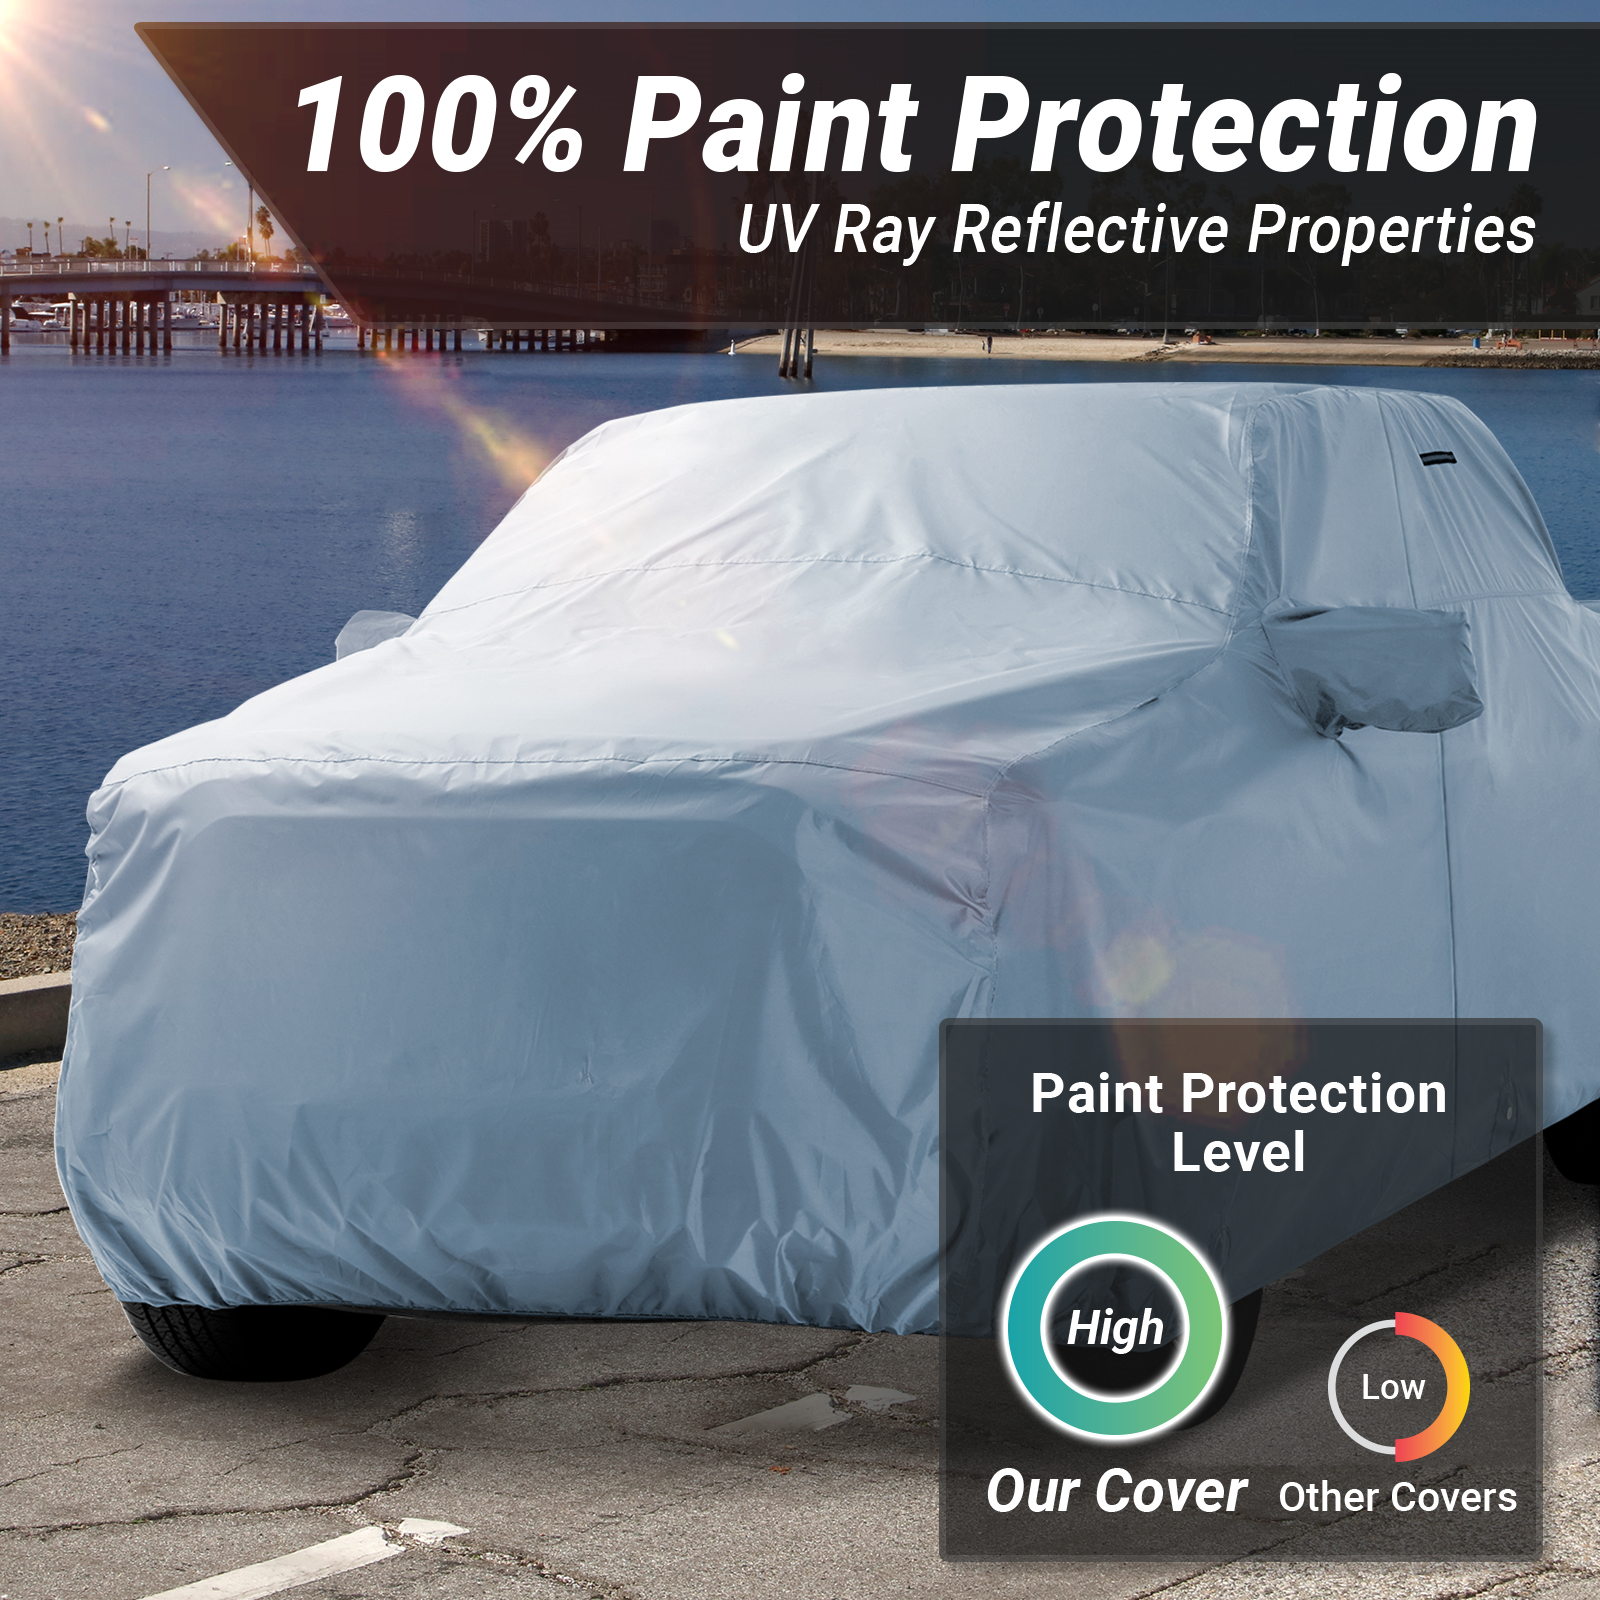 100% Paint Protection
UV Ray Reflective Properties
Paint Protection
Level
High
Low
Our Cover
Other Covers